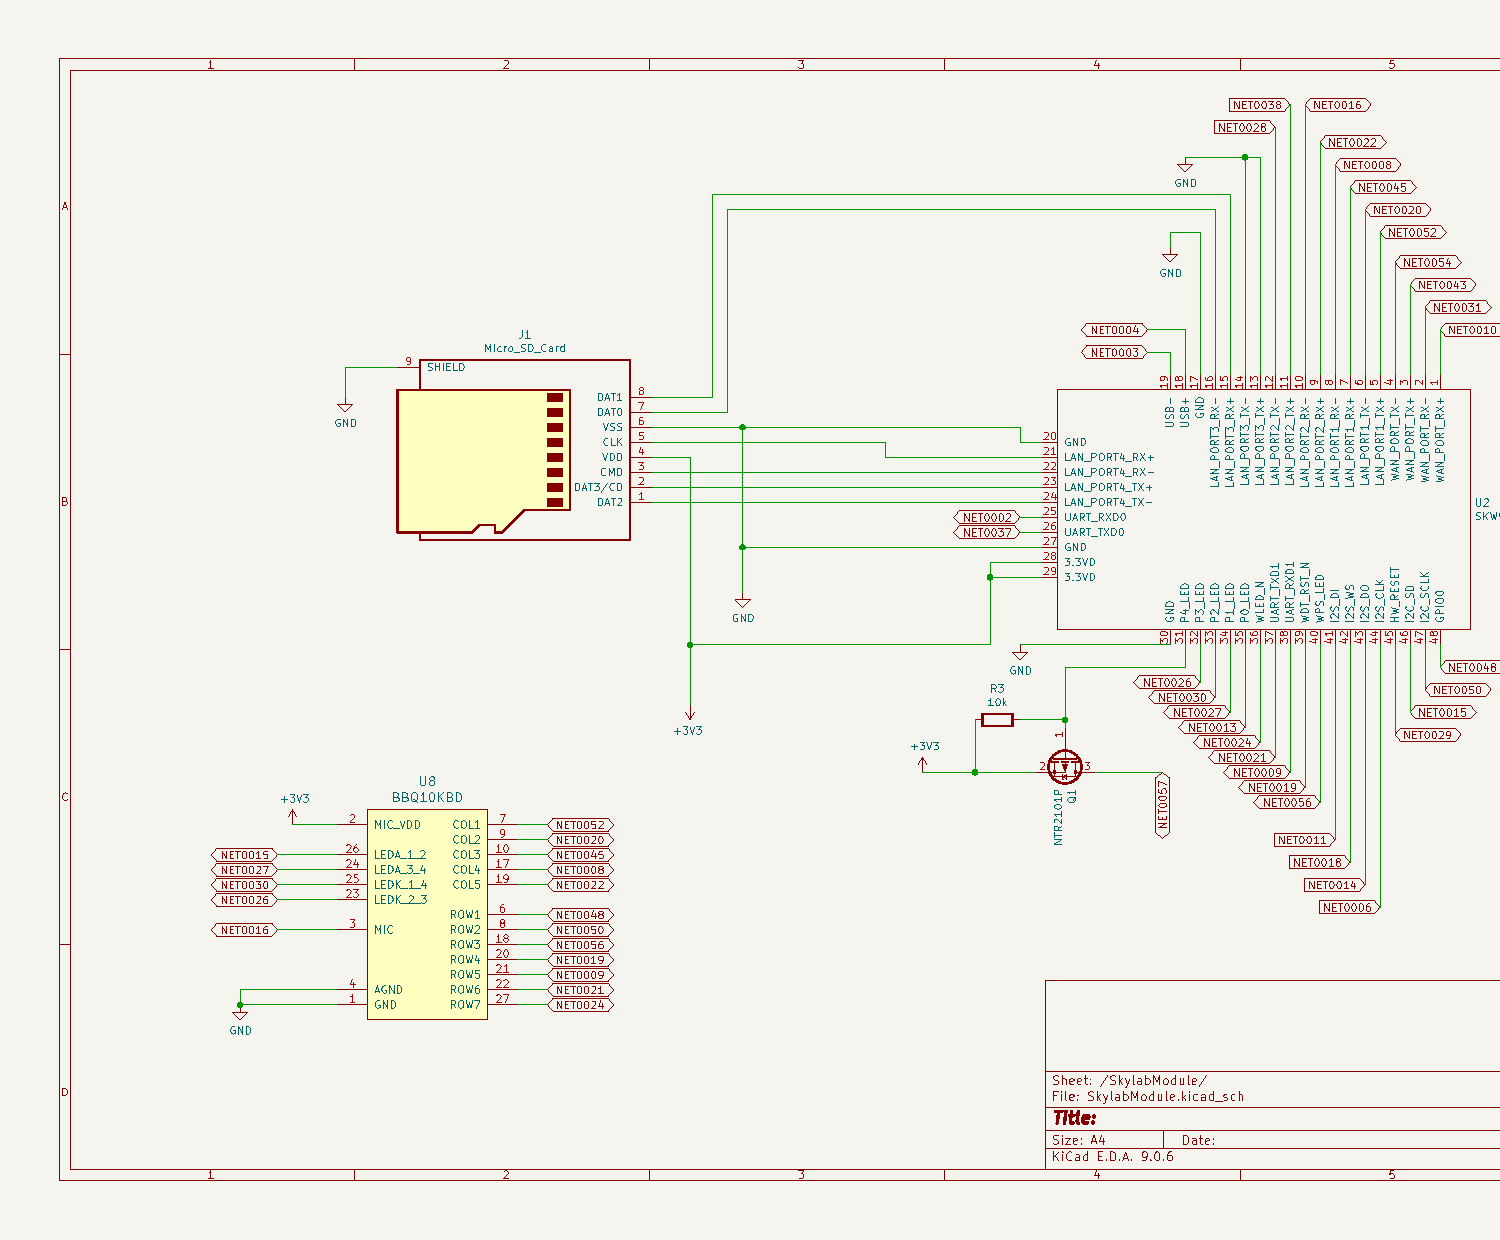 1 2 3 4 5
NET0038 NET0016
NET0028
NET0022
GND
NET0008
NET0045
NET0020
NET0052
GND
NET0054
NET0043
NET0031
NET0004 NET0010
NET0003
A
B
C
D
J1
Micro_SD_Card
9 SHIELD
GND
DAT1 8
DAT0 7
VSS 6
CLK 5
VDD 4
CMD 3
DAT3/CD 2
DAT2 1
GND
+3V3
19 USB-
18 USB+
17 GND
16 LAN_PORT3_RX-
15 LAN_PORT3_RX+
14 LAN_PORT3_TX-
13 LAN_PORT3_TX+
12 LAN_PORT2_TX-
11 LAN_PORT2_TX+
10 LAN_PORT2_RX-
9 LAN_PORT2_RX+
8 LAN_PORT1_RX-
7 LAN_PORT1_RX+
6 LAN_PORT1_TX-
5 LAN_PORT1_TX+
4 WAN_PORT_TX-
3 WAN_PORT_TX+
2 WAN_PORT_RX-
1 WAN_PORT_RX+
20 GND
21 LAN_PORT4_RX+
22 LAN_PORT4_RX-
23 LAN_PORT4_TX+
24 LAN_PORT4_TX-
NET0002 25 UART_RXD0
NET0037 26 UART_TXD0
27 GND
28 3.3VD
29 3.3VD
U2
30 GND
31 P4_LED
32 P3_LED
33 P2_LED
34 P1_LED
35 P0_LED
36 WLED_N
37 UART_TXD1
38 UART_RXD1
39 WDT_RST_N
40 WPS_LED
41 I2S_DI
42 I2S_WS
43 I2S_DO
44 I2S_CLK
45 HW_RESET
46 I2C_SD
47 I2C_SCLK
48 GPIO0
GND
NET0026
NET0030
NET0027
NET0013
NET0024
NET0021
NET0009
NET0019
NET0056
NET0011
NET0018
NET0014
NET0006
NET0048
NET0050
NET0015
NET0029
R3
10k
+3V3
1
2 3
Q1
NTR2101P
NET0057
U8
BBQ10KBD
+3V3
2 MIC_VDD
NET0015 26 LEDA_1_2
NET0027 24 LEDA_3_4
NET0030 25 LEDK_1_4
NET0026 23 LEDK_2_3
NET0016 3 MIC
4 AGND
1 GND
GND
COL1 7 NET0052
COL2 9 NET0020
COL3 10 NET0045
COL4 17 NET0008
COL5 19 NET0022
ROW1 6 NET0048
ROW2 8 NET0050
ROW3 18 NET0056
ROW4 20 NET0019
ROW5 21 NET0009
ROW6 22 NET0021
ROW7 27 NET0024
Sheet: /SkylabModule/
File: SkylabModule.kicad_sch
Title:
Size: A4 Date:
KiCad E.D.A. 9.0.6
1 2 3 4 5